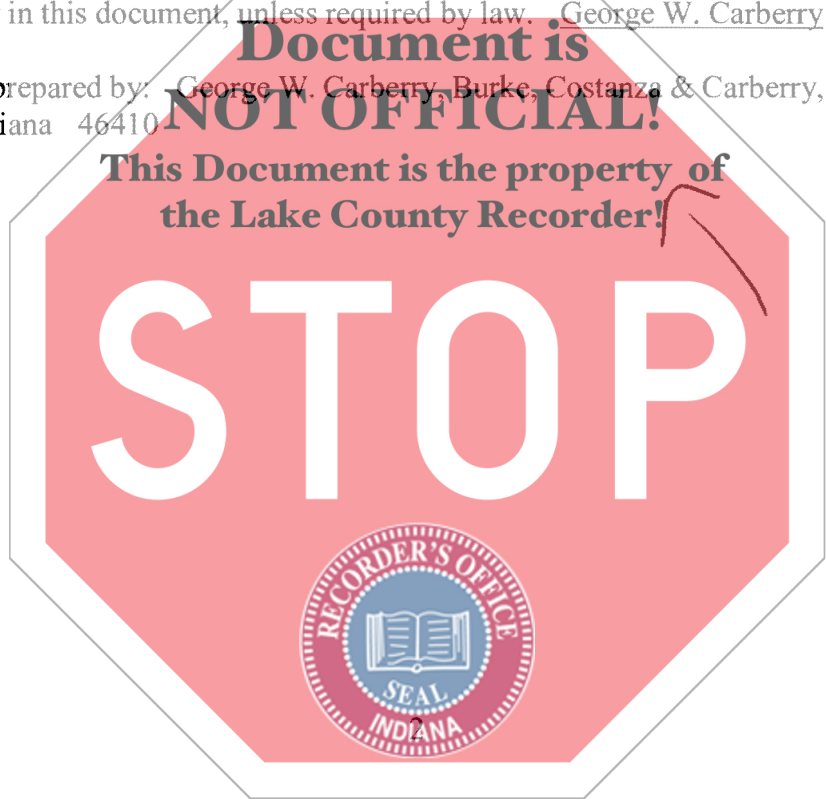 in this document, unless required by law. George W. Carberry
Document is
prepared by: George W. Carberry, Burke, Costanza & Carberry,
NOT OFFICIAL!
iana 46410
This Document is the property of
the Lake County Recorder!
STOP
RECORDER'S OFFICE
SEAL
INDIANA
2